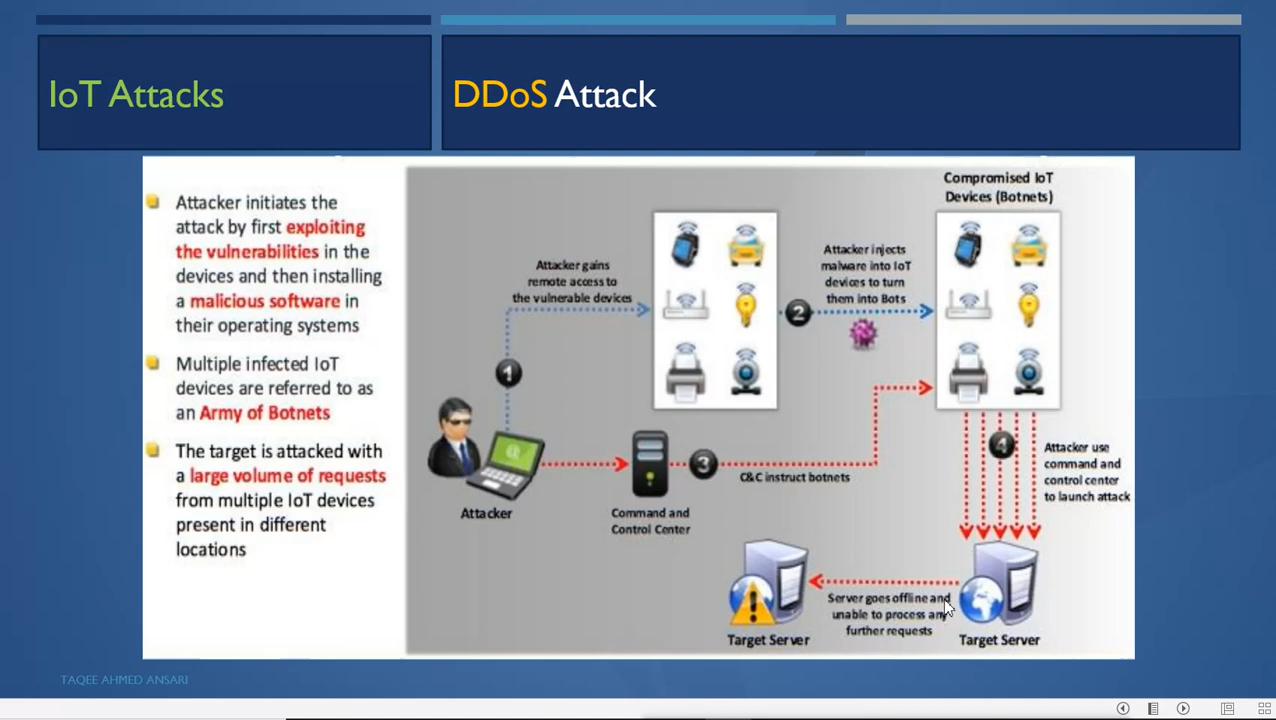 IoT Attacks
DDoS Attack
Attacker initiates the
attack by first exploiting
the vulnerabilities in the
devices and then installing
a malicious software in
their operating systems
Multiple infected IoT
devices are referred to as
an Army of Botnets
The target is attacked with
a large volume of requests
from multiple IoT devices
present in different
locations
Compromised IoT
Devices (Botnets)
Attacker gains
remote access to
the vulnerable devices
Attacker injects
malware into IoT
devices to turn
them into Bots
1
2
3
4
Attacker
Command and
Control Center
C&C instruct botnets
Attacker use
command and
control center
to launch attack
Server goes offline and
unable to process any
further requests
Target Server
Target Server
TAQEE AHMED ANSARI